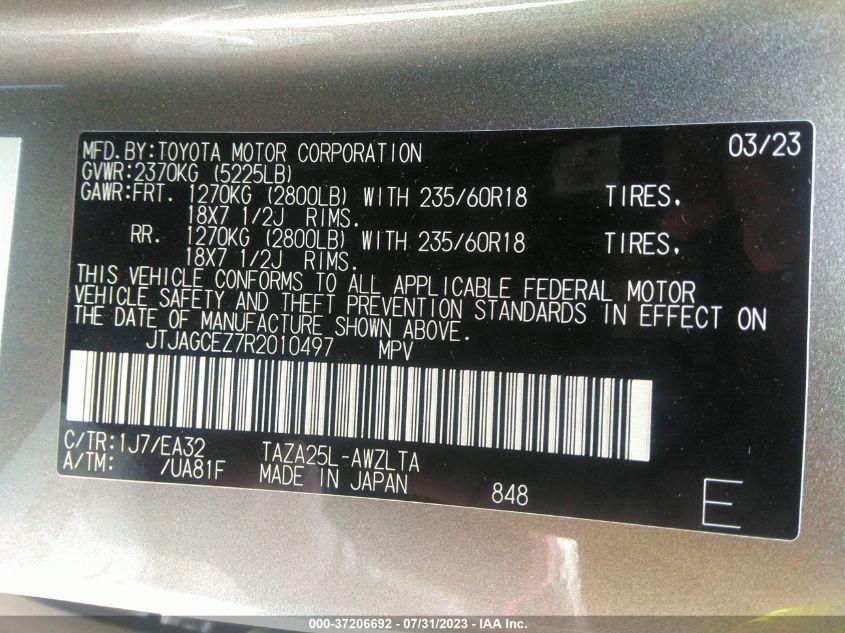 MFD.BY:TOYOTA MOTOR CORPORATION 03/23
GVWR:2370KG (5225LB)
GAWR:FRT. 1270KG (2800LB) WITH 235/60R18 TIRES,
18X7 1/2J RIMS.
RR. 1270KG (2800LB) WITH 235/60R18 TIRES,
18X7 1/2J RIMS.
THIS VEHICLE CONFORMS TO ALL APPLICABLE FEDERAL MOTOR
VEHICLE SAFETY AND THEFT PREVENTION STANDARDS IN EFFECT ON
THE DATE OF MANUFACTURE SHOWN ABOVE.
JTJAGCEZ7R2010497 MPV
C/TR:1J7/EA32 TAZA25L-AWZLTA
A/TM: /UA81F MADE IN JAPAN 848 E
000-37206692 - 07/31/2023 - IAA Inc.